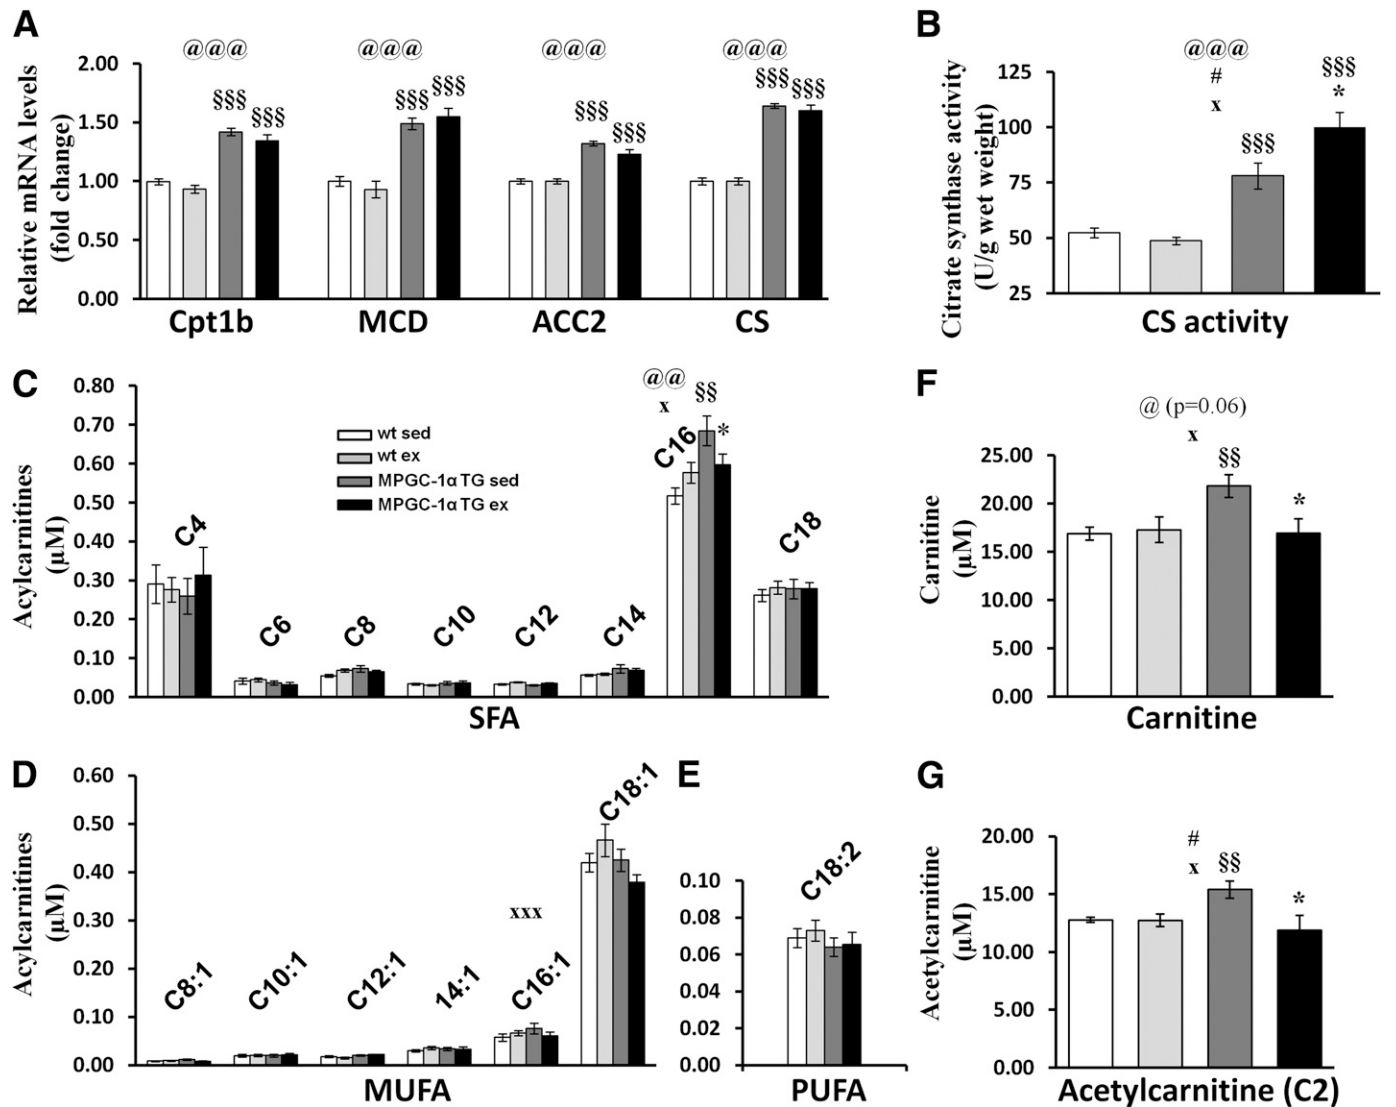 A
@@@ @@@ @@@ @@@
§§§ §§§ §§§ §§§ §§§ §§§ §§§ §§§
Relative mRNA levels
(fold change)
2.00
1.50
1.00
0.50
0.00
Cpt1b MCD ACC2 CS
B
@@@
#
x
§§§
§§§
*
Citrate synthase activity
(U/g wet weight)
125
100
75
50
25
CS activity
C
Acylcarnitines
(µM)
0.80
0.70
0.60
0.50
0.40
0.30
0.20
0.10
0.00
wt sed
wt ex
MPGC-1α TG sed
MPGC-1α TG ex
@@
x
§§
*
C4 C6 C8 C10 C12 C14 C16 C18
SFA
F
@ (p=0.06)
x
§§
*
Carnitine
(µM)
25.00
20.00
15.00
10.00
5.00
0.00
Carnitine
D
Acylcarnitines
(µM)
0.60
0.50
0.40
0.30
0.20
0.10
0.00
xxx
C8:1 C10:1 C12:1 14:1 C16:1 C18:1
MUFA
E
0.10
0.08
0.06
0.04
0.02
0.00
C18:2
PUFA
G
#
x
§§
*
Acetylcarnitine
(µM)
20.00
15.00
10.00
5.00
0.00
Acetylcarnitine (C2)